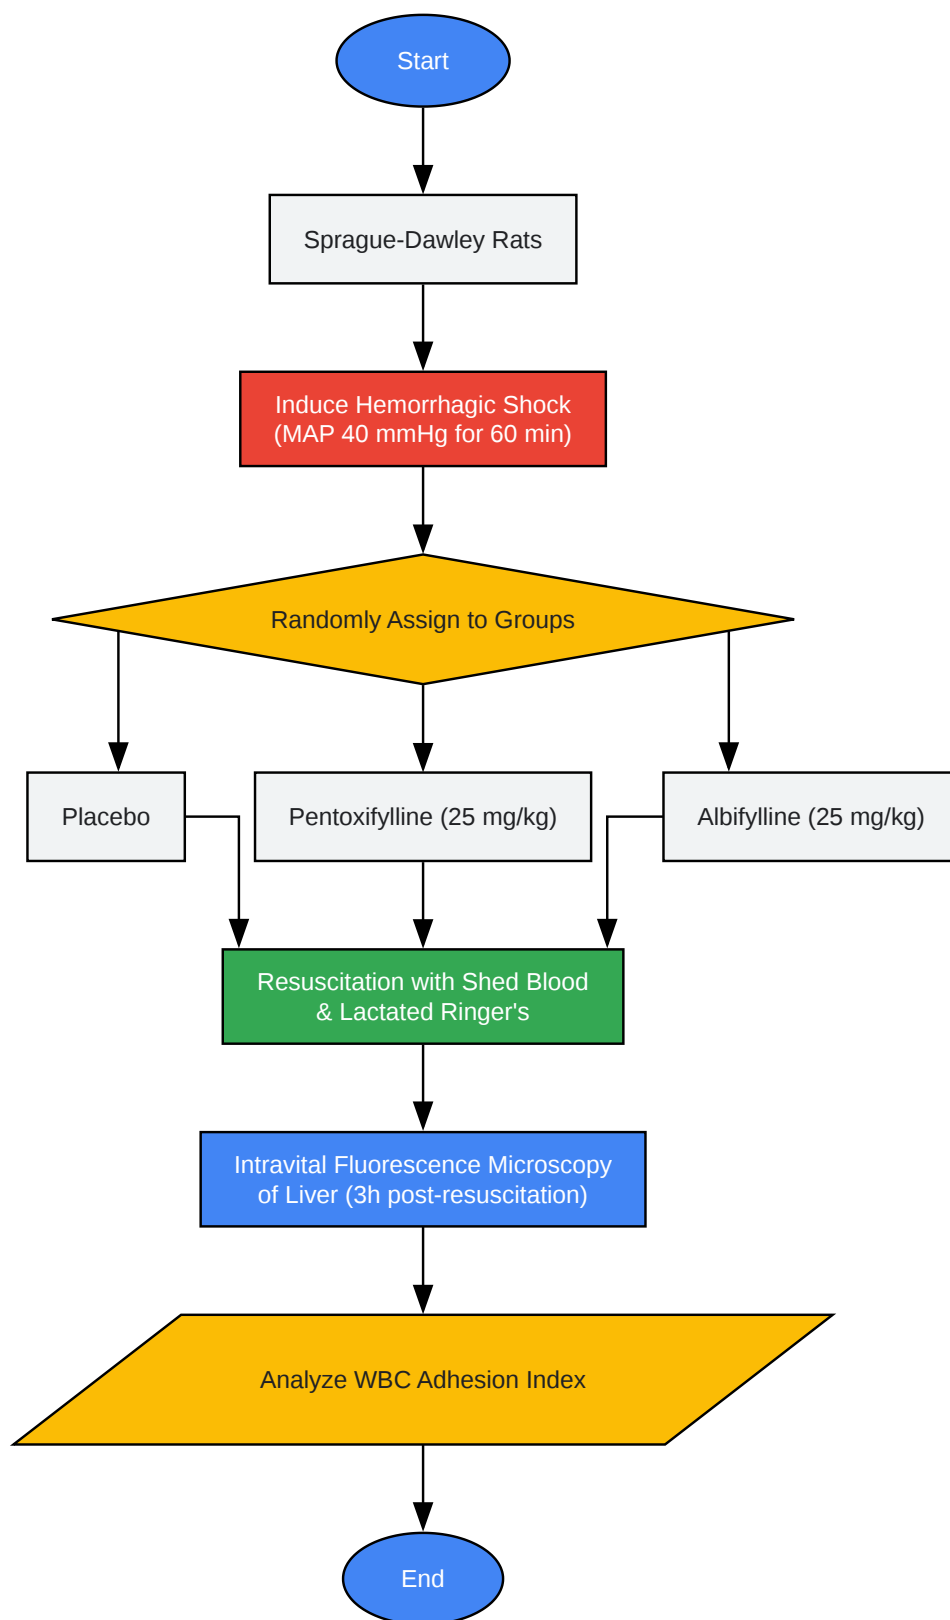 Start
Sprague-Dawley Rats
Induce Hemorrhagic Shock
(MAP 40 mmHg for 60 min)
Randomly Assign to Groups
Placebo
Pentoxifylline (25 mg/kg)
Albifylline (25 mg/kg)
Resuscitation with Shed Blood
& Lactated Ringer's
Intravital Fluorescence Microscopy
of Liver (3h post-resuscitation)
Analyze WBC Adhesion Index
End